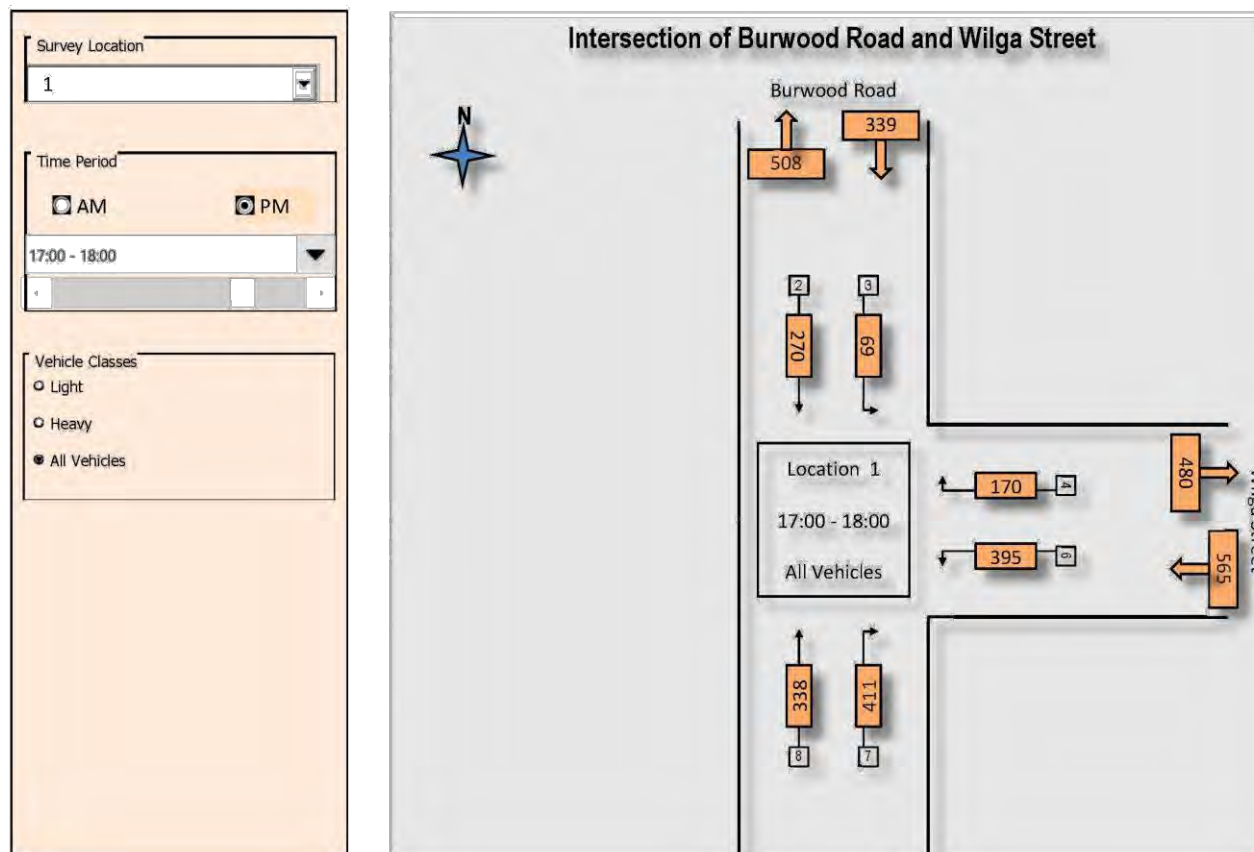 Survey Location
1
Time Period
AM
PM
17:00 - 18:00
Vehicle Classes
Light
Heavy
All Vehicles
Intersection of Burwood Road and Wilga Street
N
Burwood Road
508
339
2
3
270
69
Location 1
17:00 - 18:00
All Vehicles
170
4
395
6
480
565
338
411
8
7